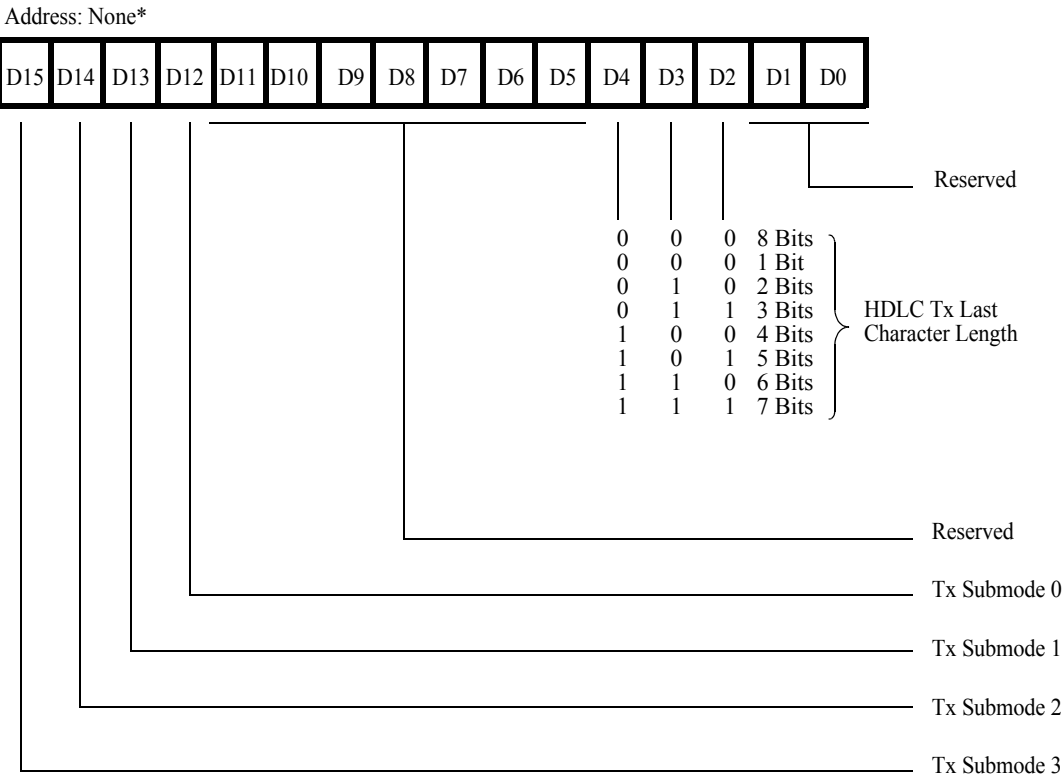 Address: None*
D15 D14 D13 D12 D11 D10 D9 D8 D7 D6 D5 D4 D3 D2 D1 D0
Reserved
0 0 0 8 Bits
0 0 0 1 Bit
0 1 0 2 Bits
0 1 1 3 Bits
1 0 0 4 Bits
1 0 1 5 Bits
1 1 0 6 Bits
1 1 1 7 Bits
HDLC Tx Last
Character Length
Reserved
Tx Submode 0
Tx Submode 1
Tx Submode 2
Tx Submode 3